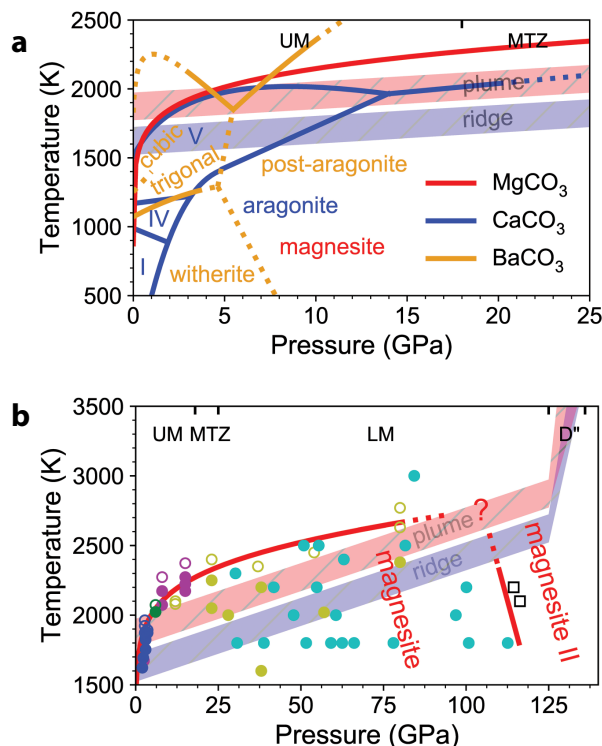 a
UM
MTZ
Temperature (K)
2500
2000
1500
1000
500
plume
ridge
cubic
V
trigonal
post-aragonite
IV
aragonite
I
magnesite
witherite
MgCO₃
CaCO₃
BaCO₃
0
5
10
15
20
25
Pressure (GPa)
b
UM MTZ
LM
D"
Temperature (K)
3500
3000
2500
2000
1500
?
plume
ridge
magnesite
magnesite II
0
25
50
75
100
125
Pressure (GPa)